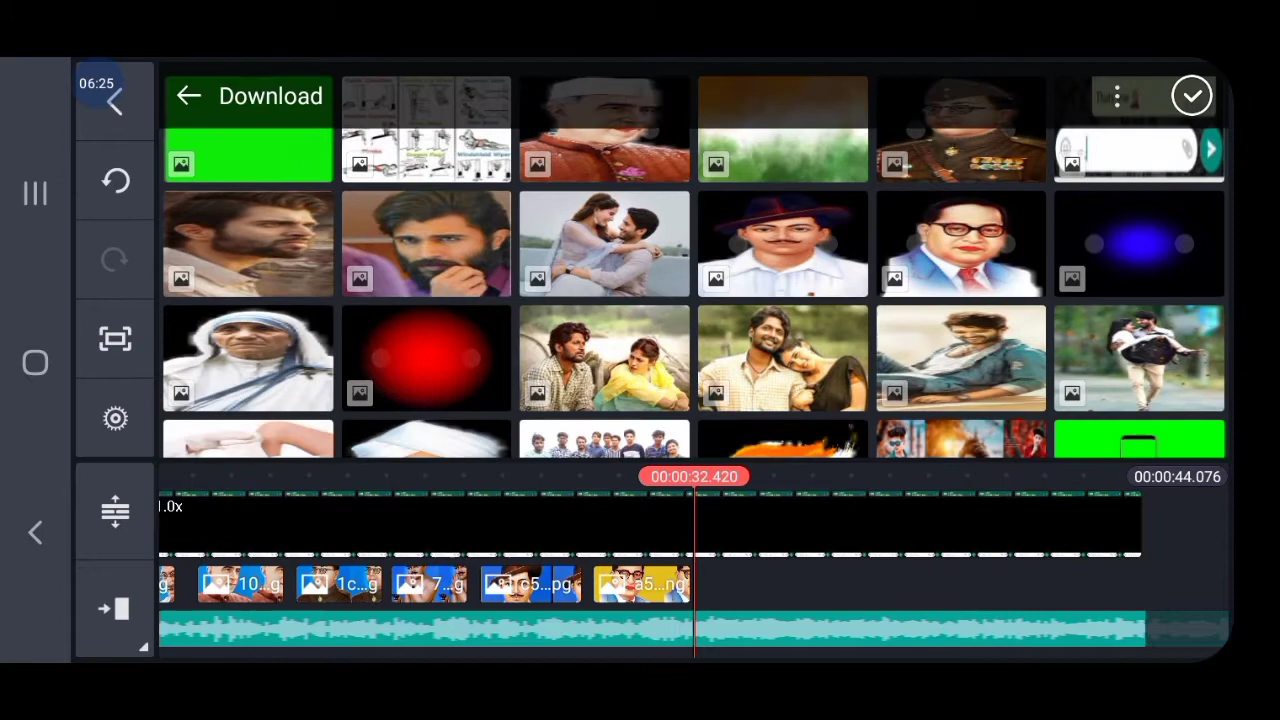 06:25
Download
00:00:32.420
00:00:44.076
1.0x
g
10...g
1c...g
7...g
c5...pg
a5...ng